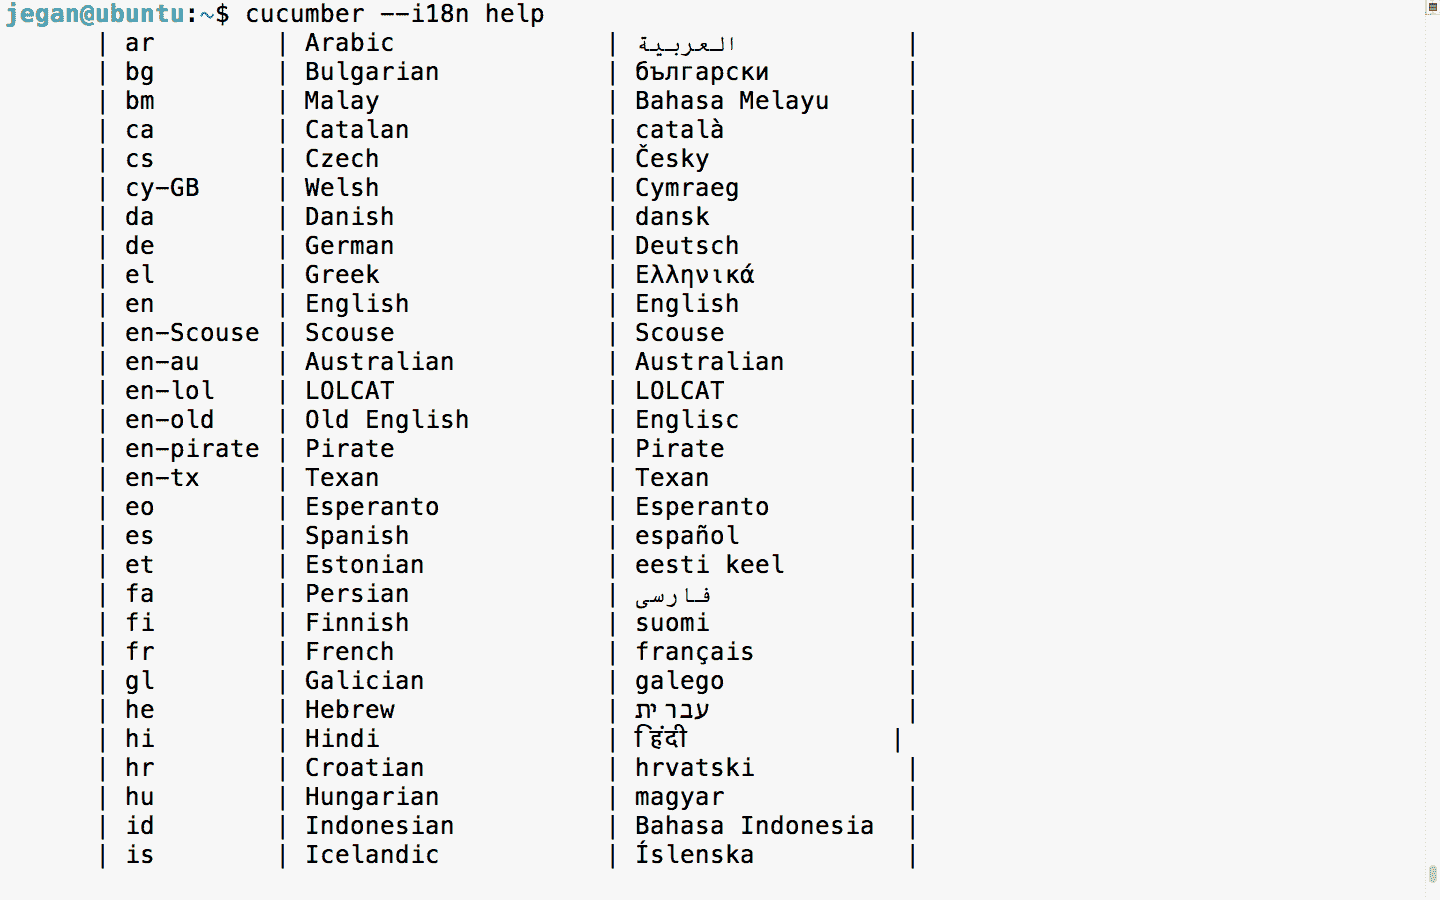 jegan@ubuntu:~$ cucumber --i18n help
| ar | Arabic | العربية |
| bg | Bulgarian | български |
| bm | Malay | Bahasa Melayu |
| ca | Catalan | català |
| cs | Czech | Česky |
| cy-GB | Welsh | Cymraeg |
| da | Danish | dansk |
| de | German | Deutsch |
| el | Greek | Ελληνικά |
| en | English | English |
| en-Scouse | Scouse | Scouse |
| en-au | Australian | Australian |
| en-lol | LOLCAT | LOLCAT |
| en-old | Old English | Englisc |
| en-pirate | Pirate | Pirate |
| en-tx | Texan | Texan |
| eo | Esperanto | Esperanto |
| es | Spanish | español |
| et | Estonian | eesti keel |
| fa | Persian | فارسی |
| fi | Finnish | suomi |
| fr | French | français |
| gl | Galician | galego |
| he | Hebrew | עברית |
| hi | Hindi | हिंदी |
| hr | Croatian | hrvatski |
| hu | Hungarian | magyar |
| id | Indonesian | Bahasa Indonesia |
| is | Icelandic | Íslenska |